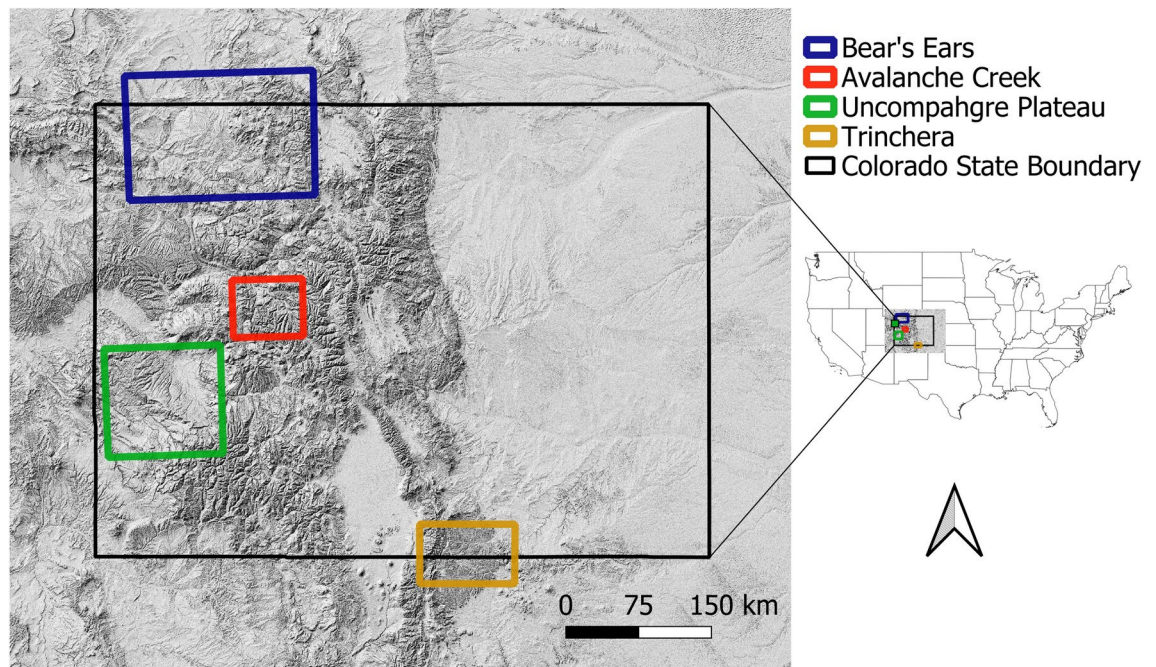 Bear's Ears
Avalanche Creek
Uncompahgre Plateau
Trinchera
Colorado State Boundary
0 75 150 km